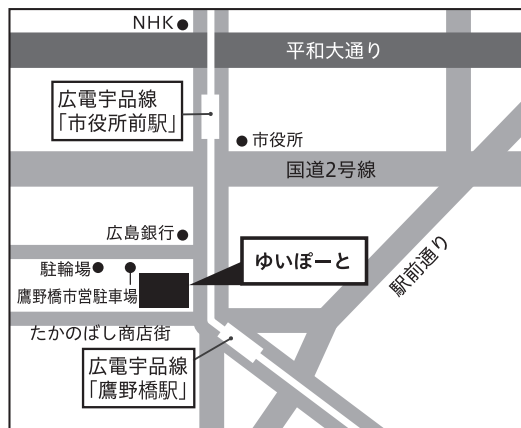 NHK
平和大通り
広電宇品線
「市役所前駅」
市役所
国道2号線
広島銀行
ゆいぽーと
駐輪場
鷹野橋市営駐車場
駅前通り
たかのばし商店街
広電宇品線
「鷹野橋駅」